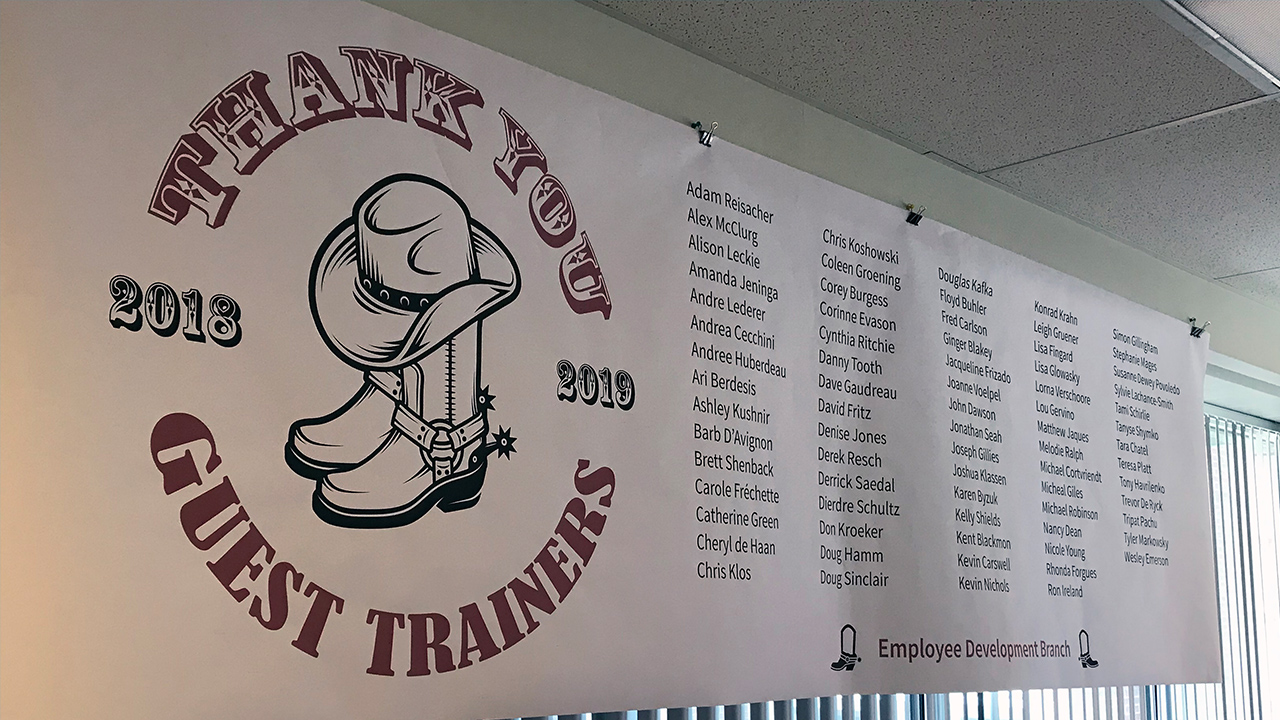 THANK YOU
2018
2019
GUEST TRAINERS
Adam Reisacher
Alex McClurg
Alison Leckie
Amanda Jeninga
Andre Lederer
Andrea Cecchini
Andree Huberdeau
Ari Berdesis
Ashley Kushnir
Barb D'Avignon
Brett Shenback
Carole Fréchette
Catherine Green
Cheryl de Haan
Chris Klos
Chris Koshowski
Coleen Groening
Corey Burgess
Corinne Evason
Cynthia Ritchie
Danny Tooth
Dave Gaudreau
David Fritz
Denise Jones
Derek Resch
Derrick Saedal
Dierdre Schultz
Don Kroeker
Doug Hamm
Doug Sinclair
Douglas Kafka
Floyd Buhler
Fred Carlson
Ginger Blakey
Jacqueline Frizado
Joanne Voelpel
John Dawson
Jonathan Seah
Joseph Gillies
Joshua Klassen
Karen Byzuk
Kelly Shields
Kent Blackmon
Kevin Carswell
Kevin Nichols
Konrad Krahn
Leigh Gruener
Lisa Fingard
Lisa Glowasky
Lorna Verschoore
Lou Gervino
Matthew Jaques
Melodie Ralph
Michael Cortvriendt
Micheal Giles
Michael Robinson
Nancy Dean
Nicole Young
Rhonda Forgues
Ron Ireland
Simon Gillingham
Stephanie Mages
Susanne Dewey Povoledo
Sylvie Lachance-Smith
Tami Schirlie
Tanyse Shymko
Tara Chatel
Teresa Platt
Tony Havrilenko
Trevor De Ryck
Tripat Pachu
Tyler Markowsky
Wesley Emerson
Employee Development Branch